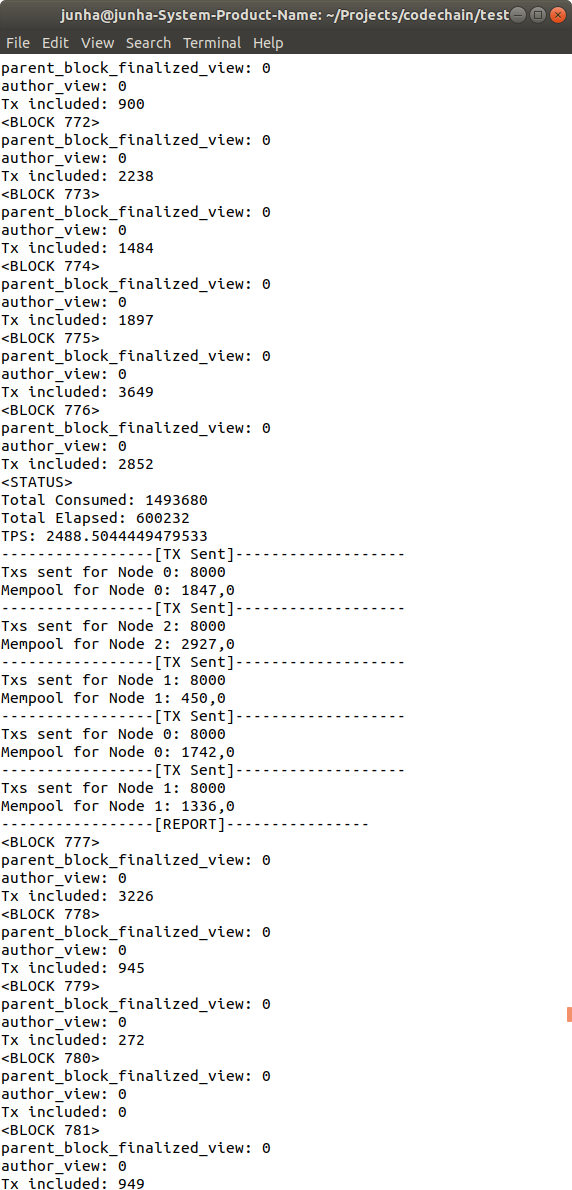 junha@junha-System-Product-Name: ~/Projects/codechain/test
File Edit View Search Terminal Help
parent_block_finalized_view: 0
author_view: 0
Tx included: 900
<BLOCK 772>
parent_block_finalized_view: 0
author_view: 0
Tx included: 2238
<BLOCK 773>
parent_block_finalized_view: 0
author_view: 0
Tx included: 1484
<BLOCK 774>
parent_block_finalized_view: 0
author_view: 0
Tx included: 1897
<BLOCK 775>
parent_block_finalized_view: 0
author_view: 0
Tx included: 3649
<BLOCK 776>
parent_block_finalized_view: 0
author_view: 0
Tx included: 2852
<STATUS>
Total Consumed: 1493680
Total Elapsed: 600232
TPS: 2488.5044449479533
-----------------[TX Sent]-------------------
Txs sent for Node 0: 8000
Mempool for Node 0: 1847,0
-----------------[TX Sent]-------------------
Txs sent for Node 2: 8000
Mempool for Node 2: 2927,0
-----------------[TX Sent]-------------------
Txs sent for Node 1: 8000
Mempool for Node 1: 450,0
-----------------[TX Sent]-------------------
Txs sent for Node 0: 8000
Mempool for Node 0: 1742,0
-----------------[TX Sent]-------------------
Txs sent for Node 1: 8000
Mempool for Node 1: 1336,0
-----------------[REPORT]----------------
<BLOCK 777>
parent_block_finalized_view: 0
author_view: 0
Tx included: 3226
<BLOCK 778>
parent_block_finalized_view: 0
author_view: 0
Tx included: 945
<BLOCK 779>
parent_block_finalized_view: 0
author_view: 0
Tx included: 272
<BLOCK 780>
parent_block_finalized_view: 0
author_view: 0
Tx included: 0
<BLOCK 781>
parent_block_finalized_view: 0
author_view: 0
Tx included: 949